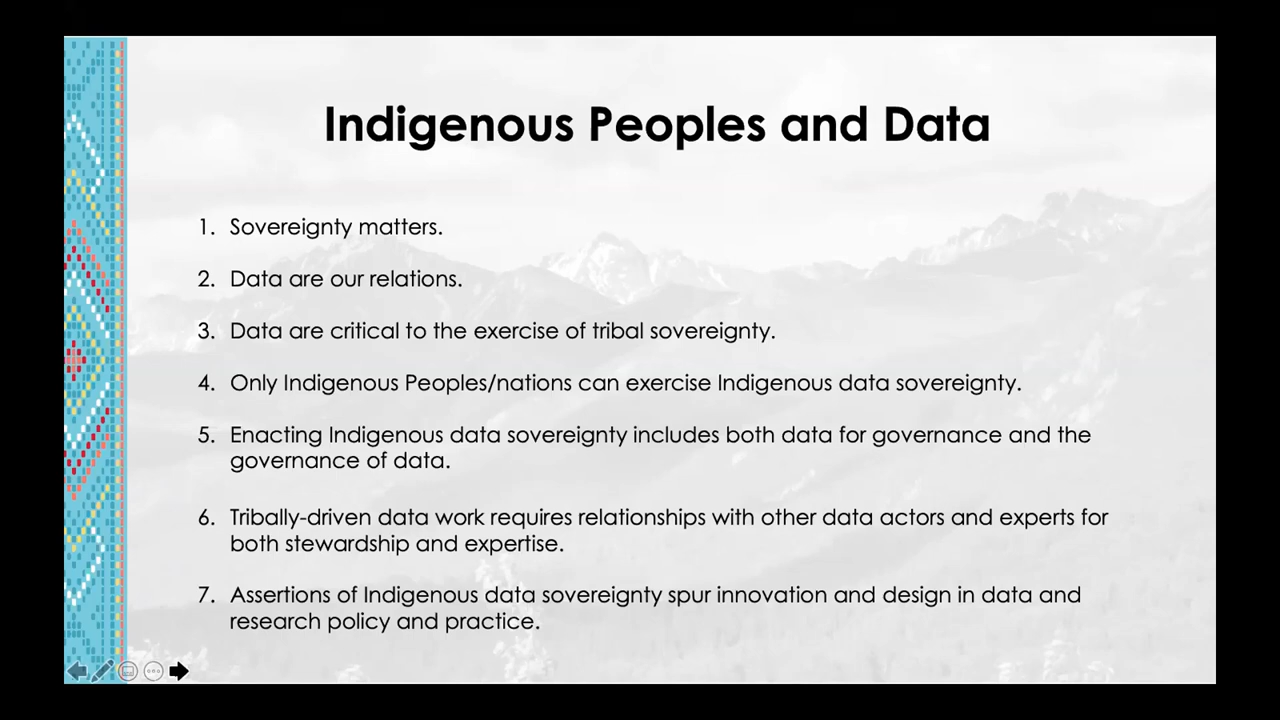 Indigenous Peoples and Data
1. Sovereignty matters.
2. Data are our relations.
3. Data are critical to the exercise of tribal sovereignty.
4. Only Indigenous Peoples/nations can exercise Indigenous data sovereignty.
5. Enacting Indigenous data sovereignty includes both data for governance and the
governance of data.
6. Tribally-driven data work requires relationships with other data actors and experts for
both stewardship and expertise.
7. Assertions of Indigenous data sovereignty spur innovation and design in data and
research policy and practice.